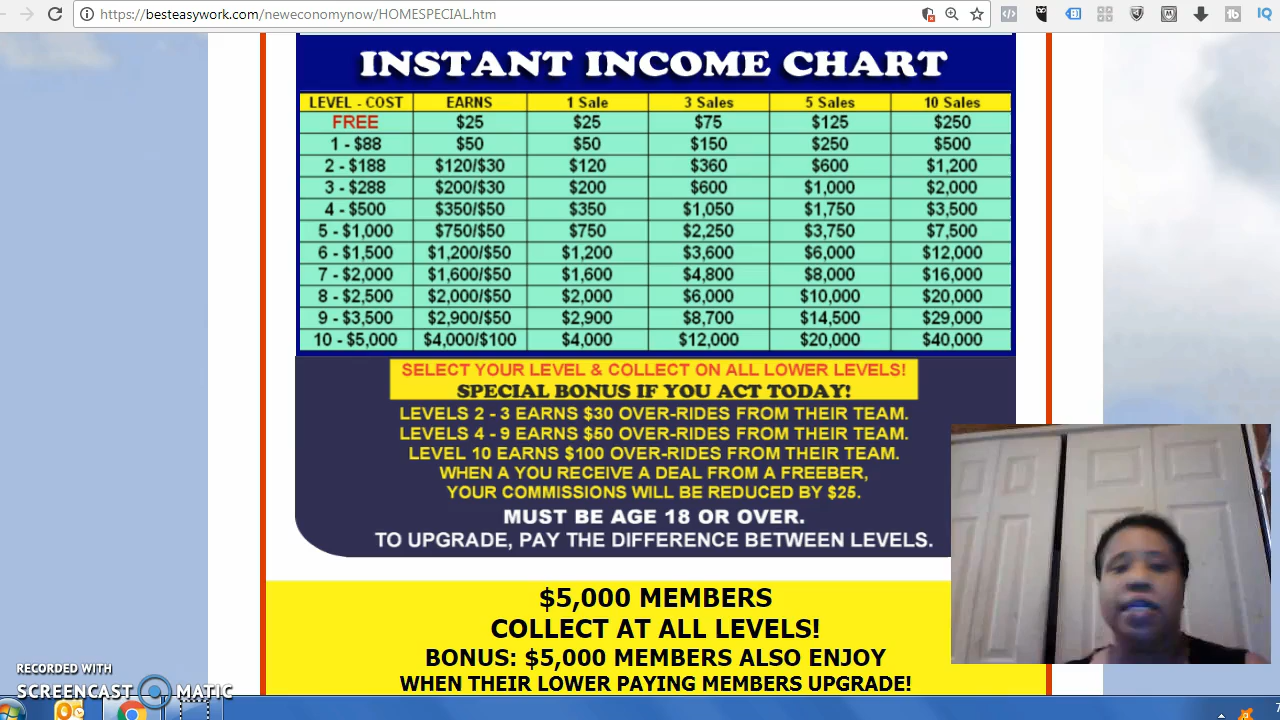 https://besteasywork.com/neweconomynow/HOMESPECIAL.htm
INSTANT INCOME CHART
LEVEL - COST EARNS 1 Sale 3 Sales 5 Sales 10 Sales
FREE $25 $25 $75 $125 $250
1 - $88 $50 $50 $150 $250 $500
2 - $188 $120/$30 $120 $360 $600 $1,200
3 - $288 $200/$30 $200 $600 $1,000 $2,000
4 - $500 $350/$50 $350 $1,050 $1,750 $3,500
5 - $1,000 $750/$50 $750 $2,250 $3,750 $7,500
6 - $1,500 $1,200/$50 $1,200 $3,600 $6,000 $12,000
7 - $2,000 $1,600/$50 $1,600 $4,800 $8,000 $16,000
8 - $2,500 $2,000/$50 $2,000 $6,000 $10,000 $20,000
9 - $3,500 $2,900/$50 $2,900 $8,700 $14,500 $29,000
10 - $5,000 $4,000/$100 $4,000 $12,000 $20,000 $40,000
SELECT YOUR LEVEL & COLLECT ON ALL LOWER LEVELS!
SPECIAL BONUS IF YOU ACT TODAY!
LEVELS 2 - 3 EARNS $30 OVER-RIDES FROM THEIR TEAM.
LEVELS 4 - 9 EARNS $50 OVER-RIDES FROM THEIR TEAM.
LEVEL 10 EARNS $100 OVER-RIDES FROM THEIR TEAM.
WHEN A YOU RECEIVE A DEAL FROM A FREEBER,
YOUR COMMISSIONS WILL BE REDUCED BY $25.
MUST BE AGE 18 OR OVER.
TO UPGRADE, PAY THE DIFFERENCE BETWEEN LEVELS.
$5,000 MEMBERS
COLLECT AT ALL LEVELS!
BONUS: $5,000 MEMBERS ALSO ENJOY
WHEN THEIR LOWER PAYING MEMBERS UPGRADE!
RECORDED WITH
SCREENCAST MATIC